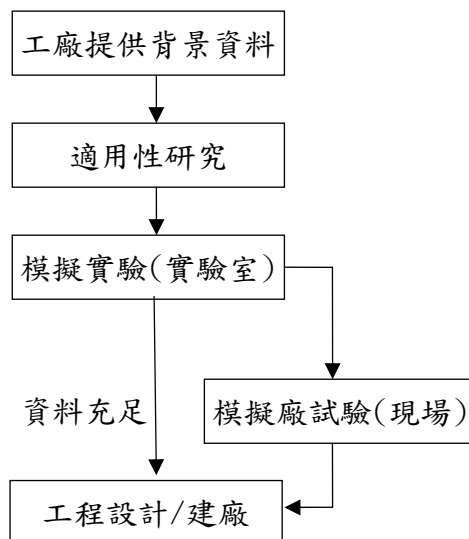 工廠提供背景資料
適用性研究
模擬實驗(實驗室)
資料充足
模擬廠試驗(現場)
工程設計/建廠